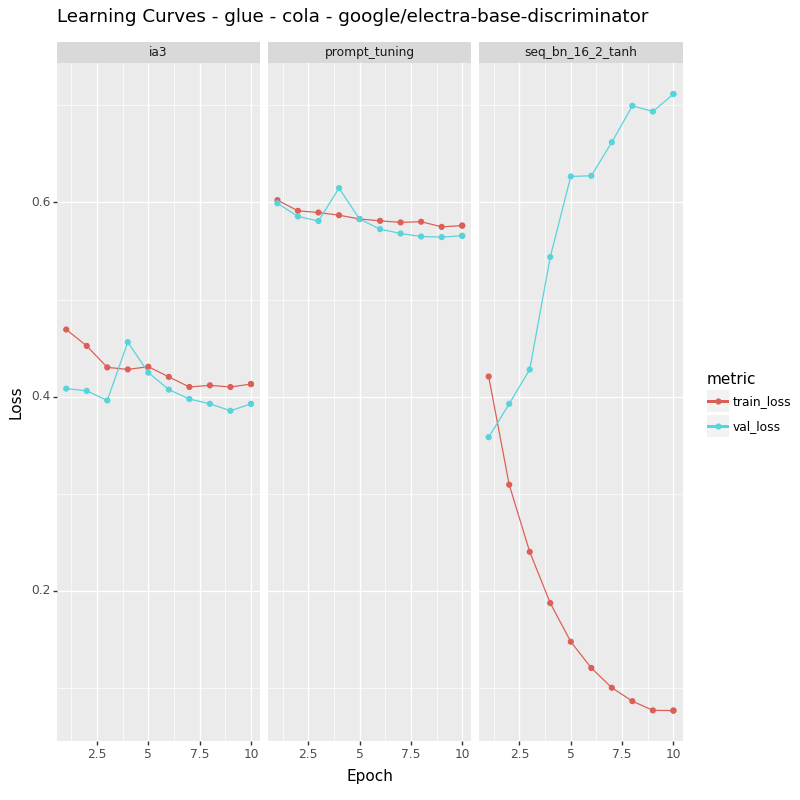 Learning Curves - glue - cola - google/electra-base-discriminator
ia3
prompt_tuning
seq_bn_16_2_tanh
0.6
0.4
0.2
Loss
2.5 5 7.5 10
2.5 5 7.5 10
2.5 5 7.5 10
Epoch
metric
train_loss
val_loss